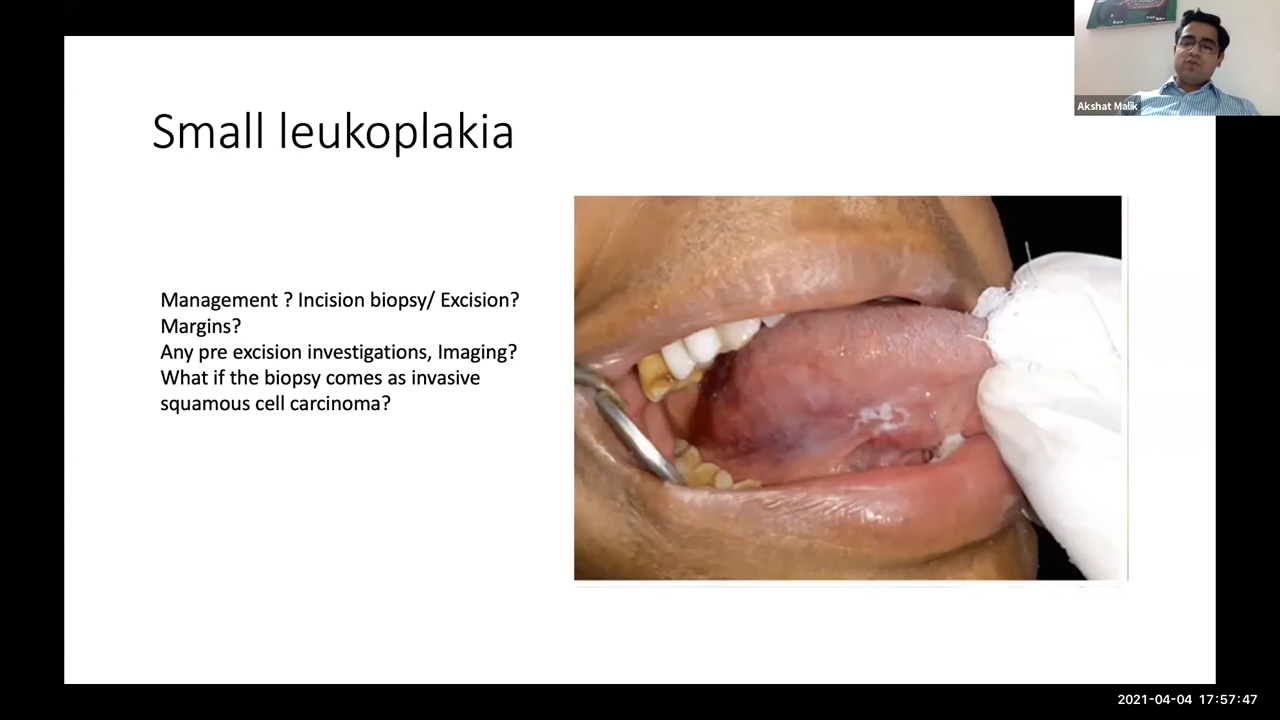 Akshat Malik
Small leukoplakia
Management ? Incision biopsy/ Excision?
Margins?
Any pre excision investigations, Imaging?
What if the biopsy comes as invasive
squamous cell carcinoma?
2021-04-04 17:57:47